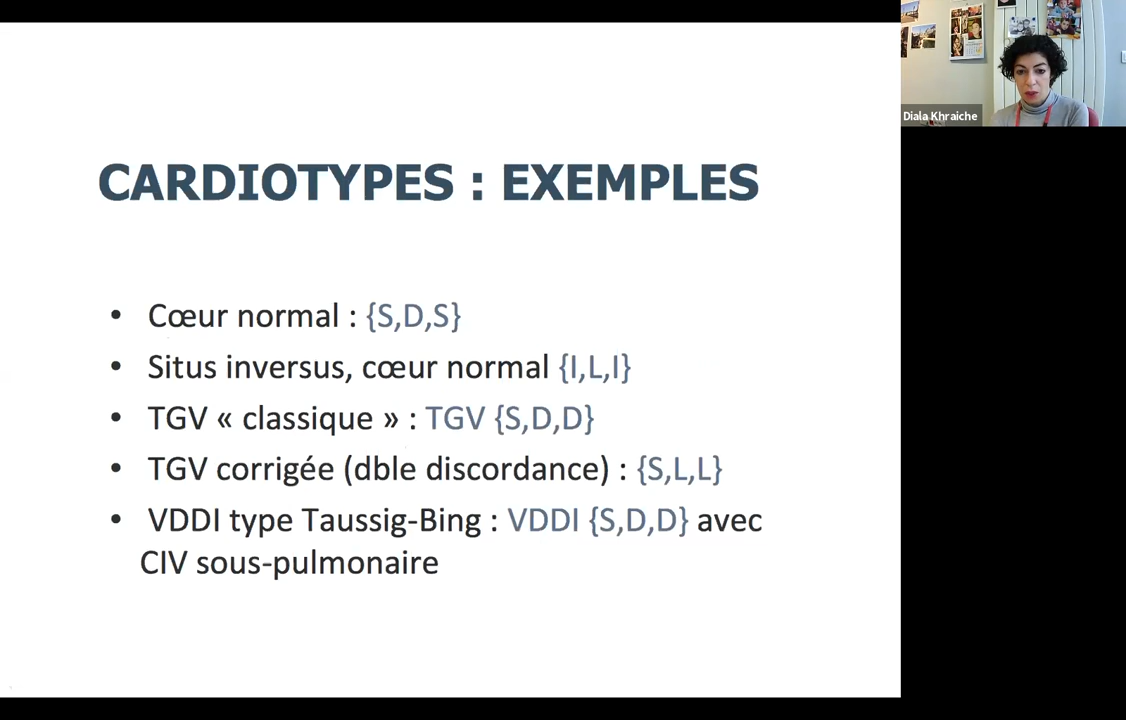 Diala Khraiche
CARDIOTYPES : EXEMPLES
• Cœur normal : {S,D,S}
• Situs inversus, cœur normal {I,L,I}
• TGV « classique » : TGV {S,D,D}
• TGV corrigée (dble discordance) : {S,L,L}
• VDDI type Taussig-Bing : VDDI {S,D,D} avec
CIV sous-pulmonaire